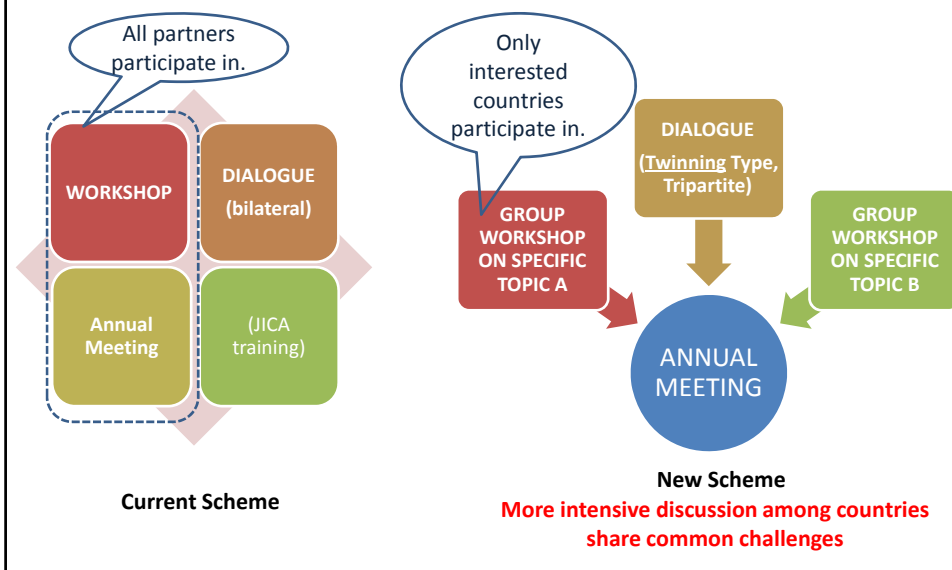 All partners
participate in.
WORKSHOP
DIALOGUE
(bilateral)
Annual
Meeting
(JICA
training)
Current Scheme
Only
interested
countries
participate in.
DIALOGUE
(Twinning Type,
Tripartite)
GROUP
WORKSHOP
ON SPECIFIC
TOPIC A
GROUP
WORKSHOP
ON SPECIFIC
TOPIC B
ANNUAL
MEETING
New Scheme
More intensive discussion among countries
share common challenges